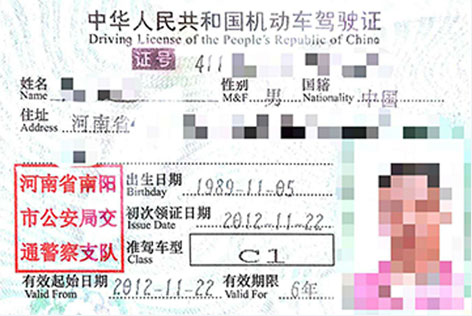 中华人民共和国机动车驾驶证
Driving License of the People's Republic of China
证号 411
姓名 Name 性别 M&F 男 国籍 Nationality 中国
住址 Address 河南省
河南省南阳
市公安局交
通警察支队
出生日期 Birthday 1989-11-05
初次领证日期 Issue Date 2012-11-22
准驾车型 Class C1
有效起始日期 Valid From 2012-11-22 有效期限 Valid For 6年